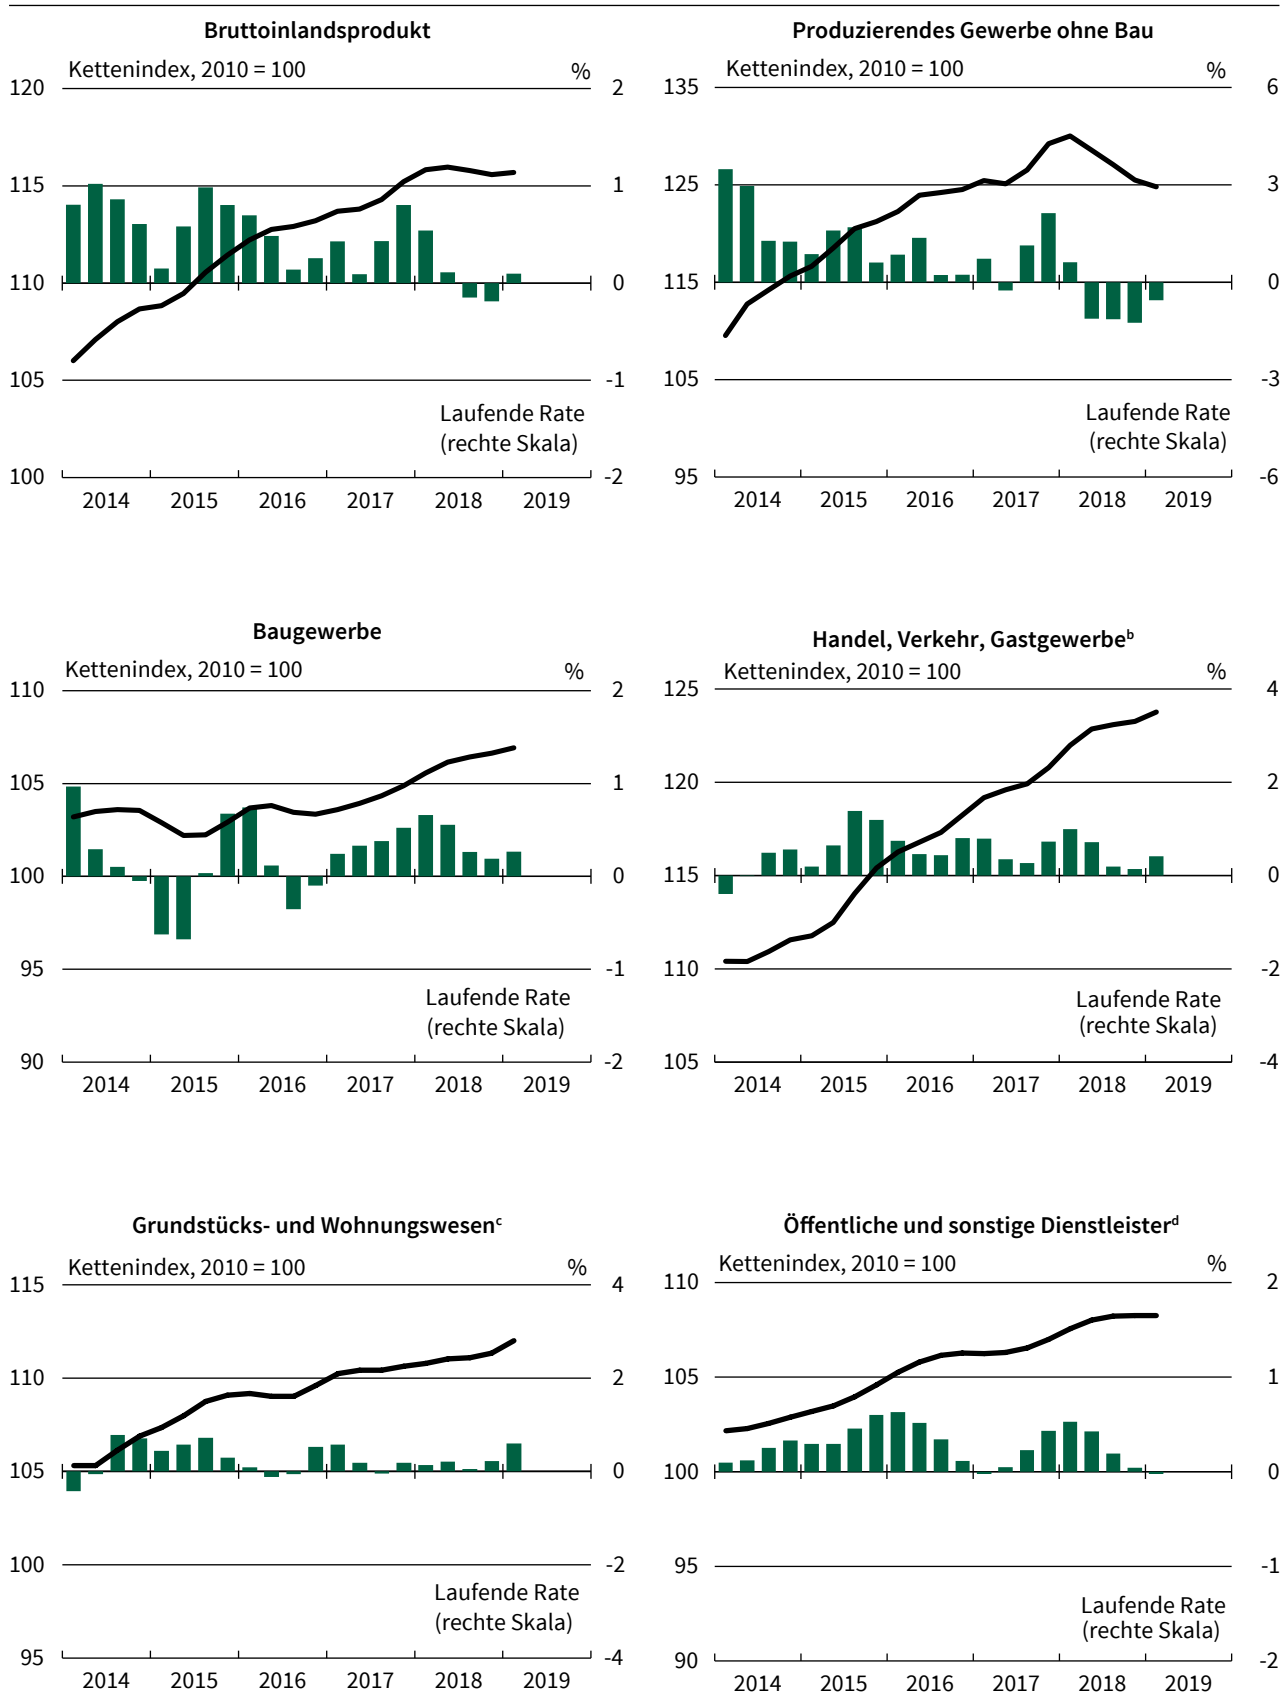 Bruttoinlandsprodukt
Kettenindex, 2010 = 100
%
120
2
115
1
110
0
105
-1
Laufende Rate
(rechte Skala)
100
-2
2014 2015 2016 2017 2018 2019
Produzierendes Gewerbe ohne Bau
Kettenindex, 2010 = 100
%
135
6
125
3
115
0
105
-3
Laufende Rate
(rechte Skala)
95
-6
2014 2015 2016 2017 2018 2019
Baugewerbe
Kettenindex, 2010 = 100
%
110
2
105
1
100
0
95
-1
Laufende Rate
(rechte Skala)
90
-2
2014 2015 2016 2017 2018 2019
Handel, Verkehr, Gastgewerbeᵇ
Kettenindex, 2010 = 100
%
125
4
120
2
115
0
110
-2
Laufende Rate
(rechte Skala)
105
-4
2014 2015 2016 2017 2018 2019
Grundstücks- und Wohnungswesenᶜ
Kettenindex, 2010 = 100
%
115
4
110
2
105
0
100
-2
Laufende Rate
(rechte Skala)
95
-4
2014 2015 2016 2017 2018 2019
Öffentliche und sonstige Dienstleisterᵈ
Kettenindex, 2010 = 100
%
110
2
105
1
100
0
95
-1
Laufende Rate
(rechte Skala)
90
-2
2014 2015 2016 2017 2018 2019